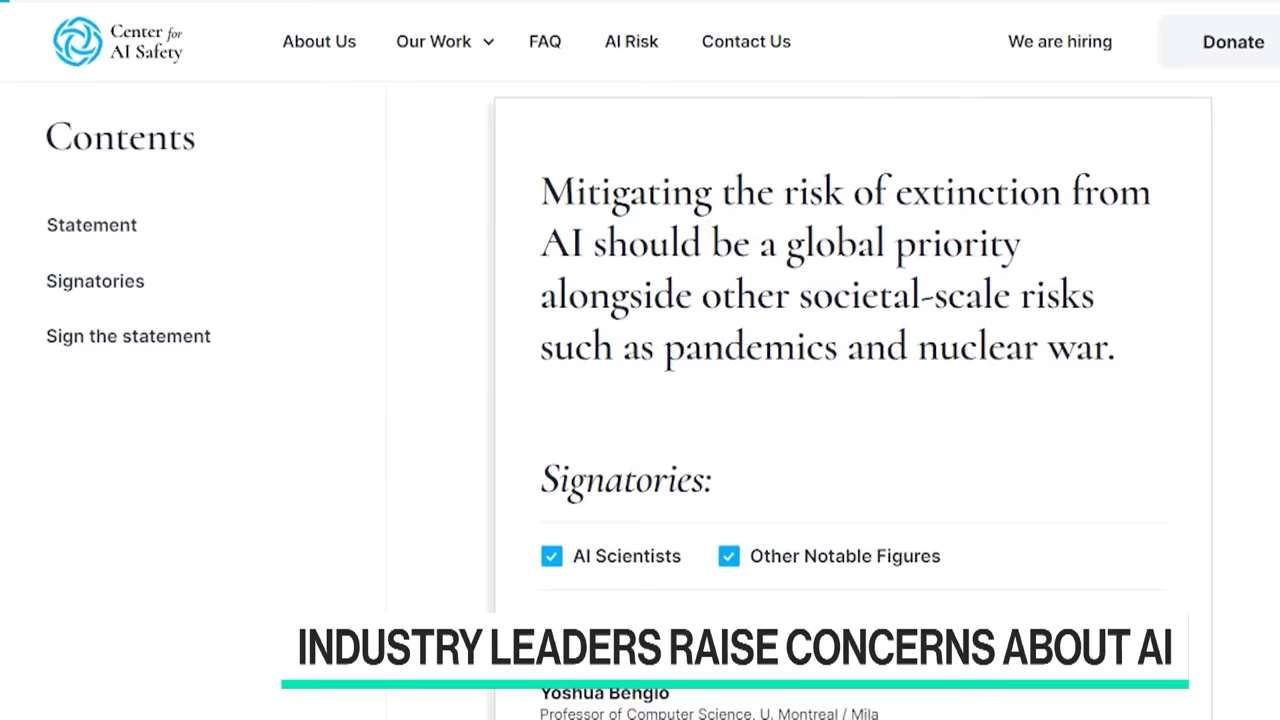 Center for
AI Safety
About Us
Our Work
FAQ
AI Risk
Contact Us
We are hiring
Donate
Contents
Statement
Signatories
Sign the statement
Mitigating the risk of extinction from
AI should be a global priority
alongside other societal-scale risks
such as pandemics and nuclear war.
Signatories:
AI Scientists
Other Notable Figures
INDUSTRY LEADERS RAISE CONCERNS ABOUT AI
Yoshua Bengio
Professor of Computer Science, U. Montreal / Mila